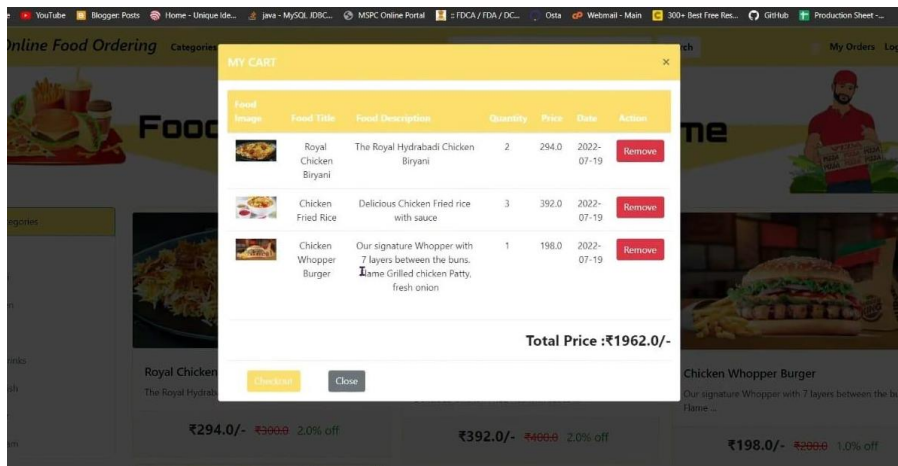 YouTube Blogger: Posts Home - Unique Ide... java - MySQL JDBC... MSPC Online Portal :: FDCA / FDA / DC... Osta Webmail - Main 300+ Best Free Res... GitHub Production Sheet -...
Online Food Ordering Categories My Orders
MY CART ×
Food Image Food Title Food Description Quantity Price Date Action
Royal The Royal Hydrabadi Chicken 2 294.0 2022- Remove
Chicken Biryani 07-19
Biryani
Chicken Delicious Chicken Fried rice 3 392.0 2022- Remove
Fried Rice with sauce 07-19
Chicken Our signature Whopper with 1 198.0 2022- Remove
Whopper 7 layers between the buns. 07-19
Burger Flame Grilled chicken Patty,
fresh onion
Total Price :₹1962.0/-
Checkout Close
Royal Chicken Chicken Whopper Burger
The Royal Hydrab Our signature Whopper with 7 layers between the bu
Flame ...
₹294.0/- ₹300.0 2.0% off ₹392.0/- ₹400.0 2.0% off ₹198.0/- ₹200.0 1.0% off